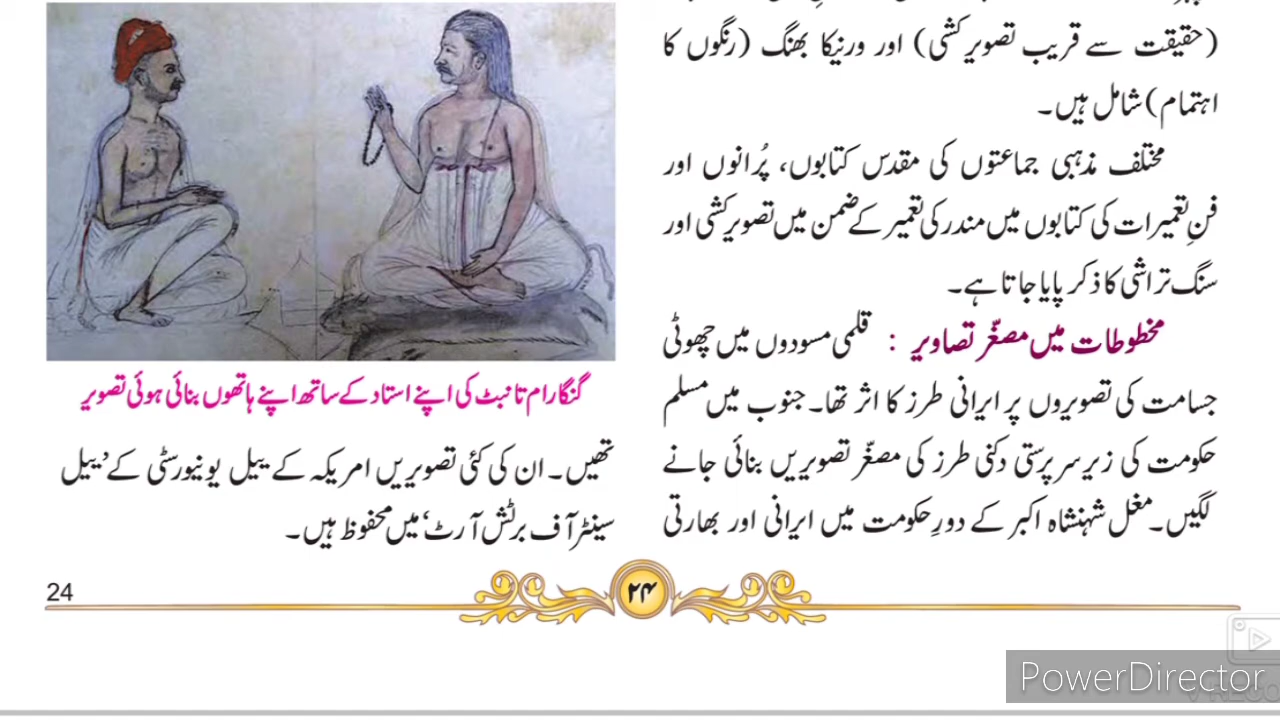 (حقیقت سے قریب تصویر کشی) اور ورنیکا بھنگ (رنگوں کا
اہتمام) شامل ہیں۔
مختلف مذہبی جماعتوں کی مقدس کتابوں، پُرانوں اور
فنِ تعمیرات کی کتابوں میں مندر کی تعمیر کے ضمن میں تصویر کشی اور
سنگ تراشی کا ذکر پایا جاتا ہے۔
مخطوطات میں مصغّر تصاویر : قلمی مسودوں میں چھوٹی
جسامت کی تصویروں پر ایرانی طرز کا اثر تھا۔ جنوب میں مسلم
حکومت کی زیرِ سرپرستی دکنی طرز کی مصغّر تصویریں بنائی جانے
لگیں۔ مغل شہنشاہ اکبر کے دورِ حکومت میں ایرانی اور بھارتی
گنگارام تانبٹ کی اپنے استاد کے ساتھ اپنے ہاتھوں بنائی ہوئی تصویر
تھیں۔ ان کی کئی تصویریں امریکہ کے ییل یونیورسٹی کے ’ییل
سینٹر آف برٹش آرٹ‘ میں محفوظ ہیں۔
24
۲۴
PowerDirector